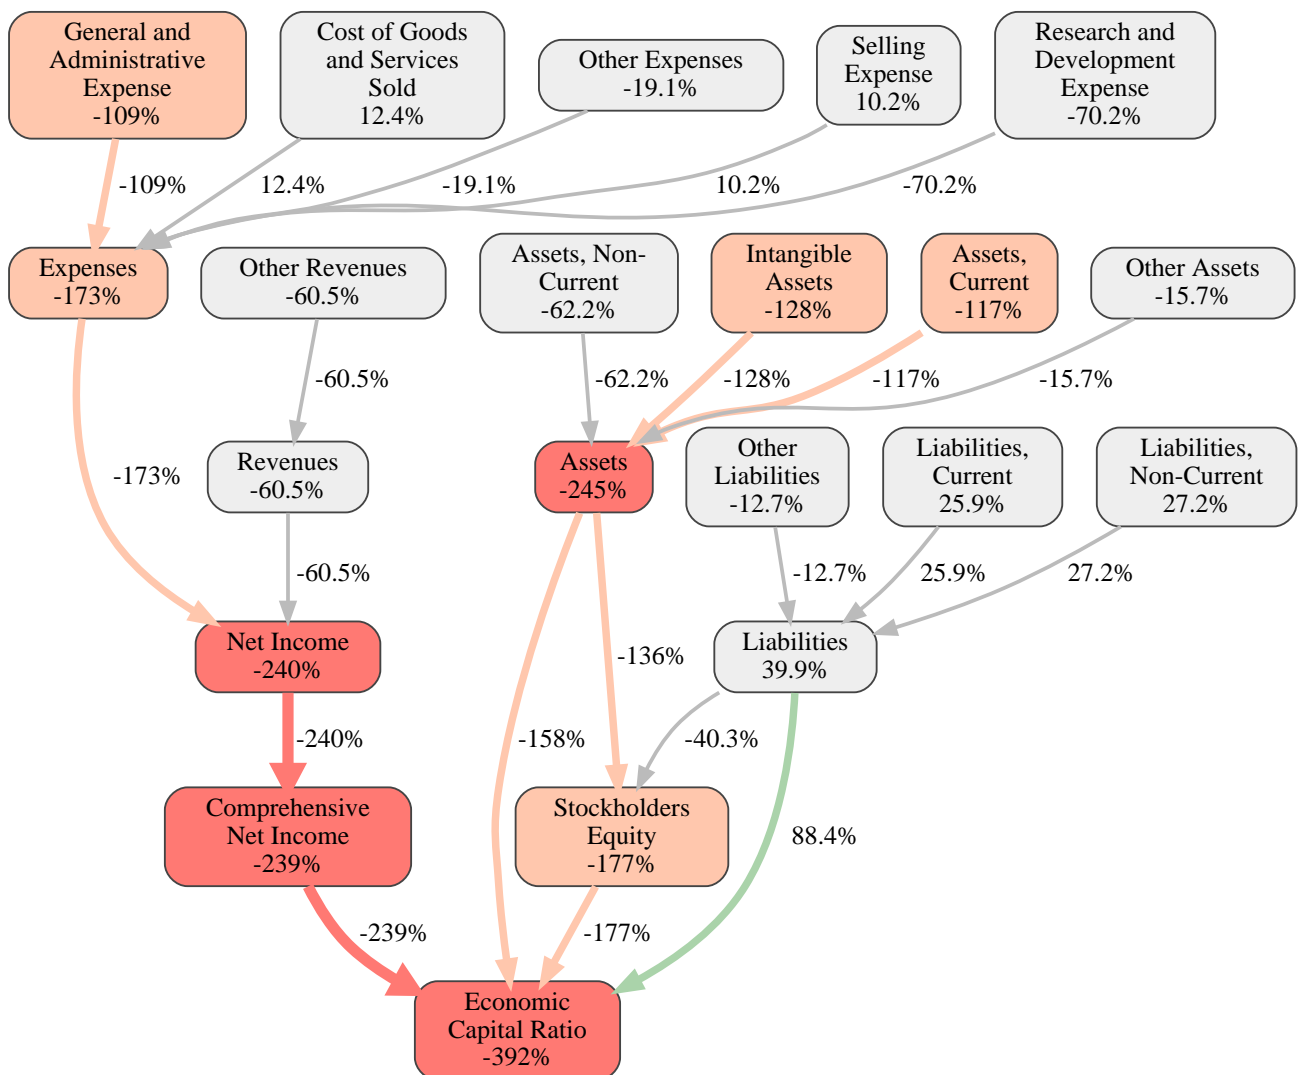 General and
Administrative
Expense
-109%
Cost of Goods
and Services
Sold
12.4%
Other Expenses
-19.1%
Selling
Expense
10.2%
Research and
Development
Expense
-70.2%
-109%
12.4%
-19.1%
10.2%
-70.2%
Expenses
-173%
Other Revenues
-60.5%
Assets, Non-
Current
-62.2%
Intangible
Assets
-128%
Assets,
Current
-117%
Other Assets
-15.7%
-60.5%
-62.2%
-128%
-117%
-15.7%
-173%
Revenues
-60.5%
Assets
-245%
Other
Liabilities
-12.7%
Liabilities,
Current
25.9%
Liabilities,
Non-Current
27.2%
-60.5%
-12.7%
25.9%
27.2%
Net Income
-240%
-136%
Liabilities
39.9%
-240%
-158%
-40.3%
Comprehensive
Net Income
-239%
Stockholders
Equity
-177%
88.4%
-239%
-177%
Economic
Capital Ratio
-392%